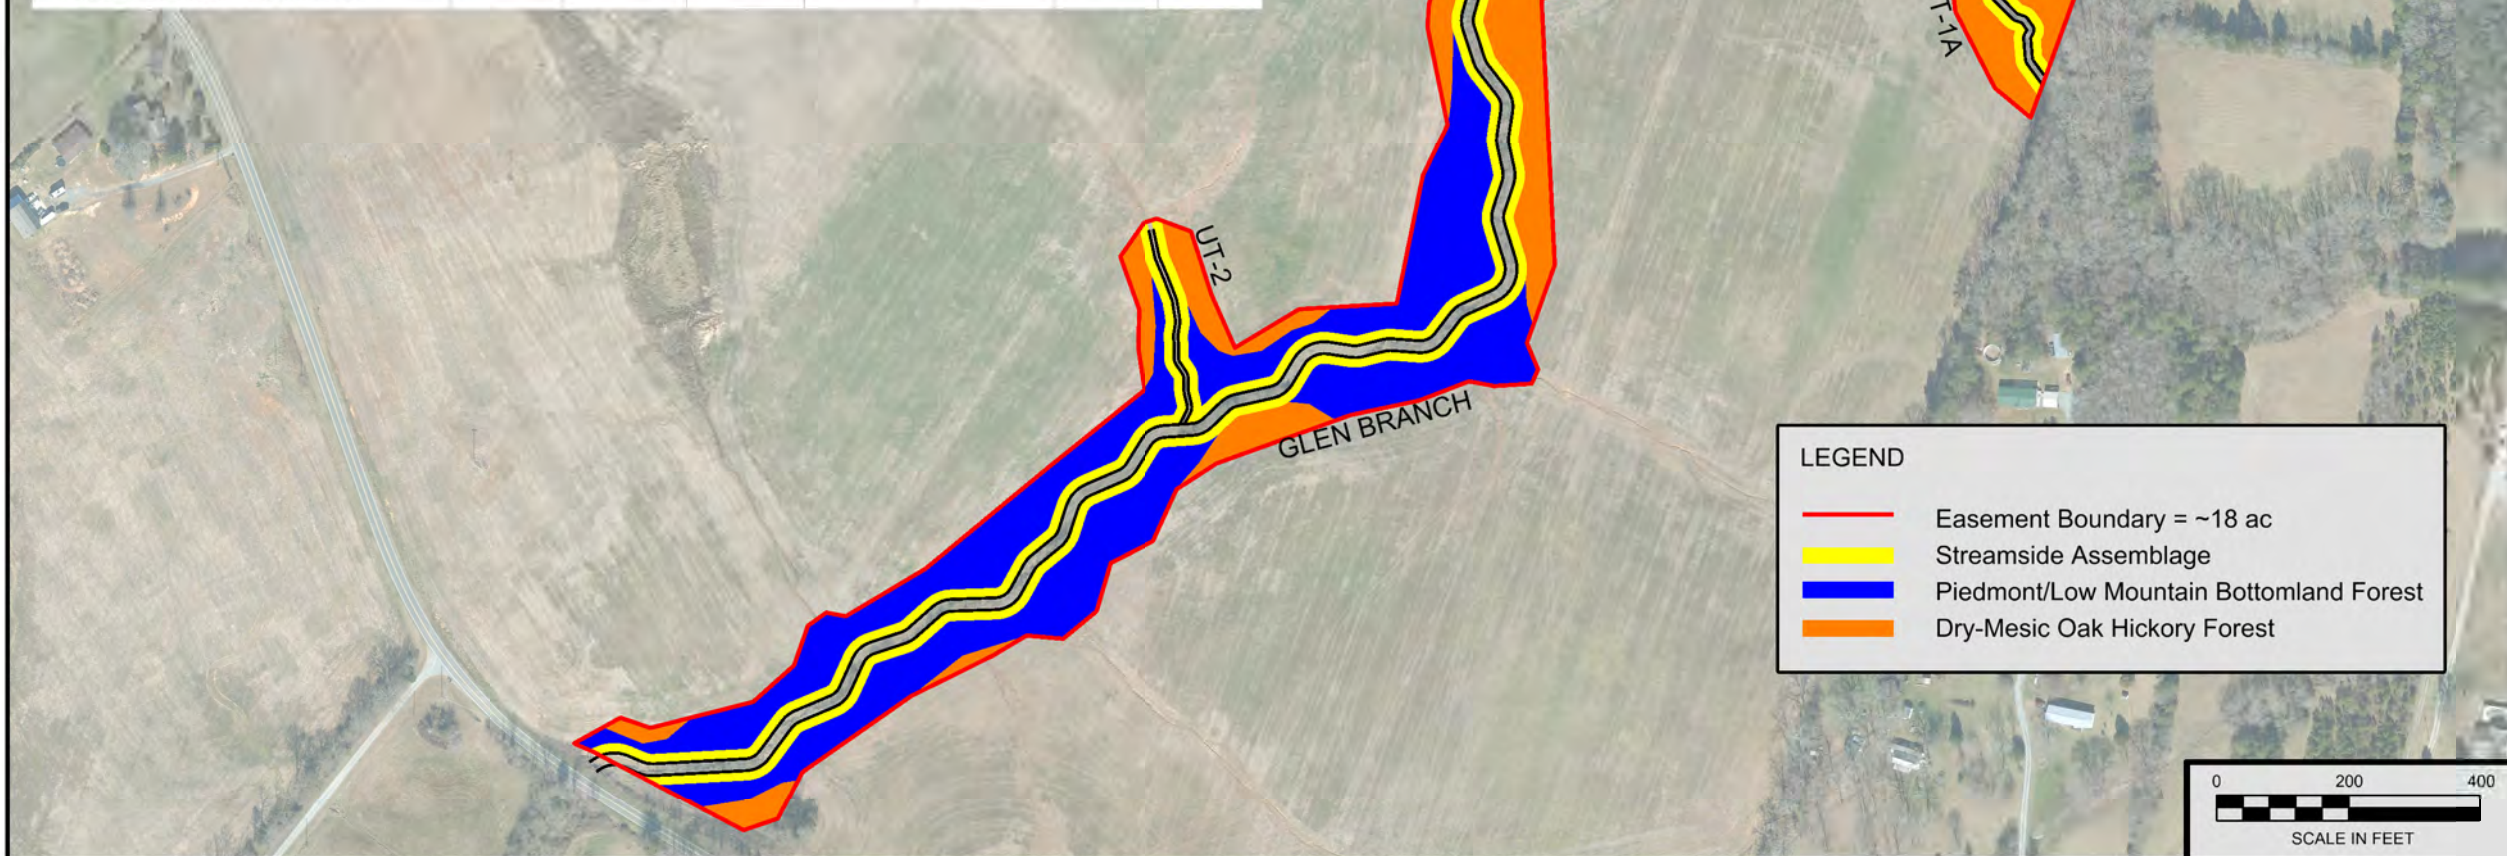 T-1A
UT-2
GLEN BRANCH
LEGEND
Easement Boundary = ~18 ac
Streamside Assemblage
Piedmont/Low Mountain Bottomland Forest
Dry-Mesic Oak Hickory Forest
0 200 400
SCALE IN FEET